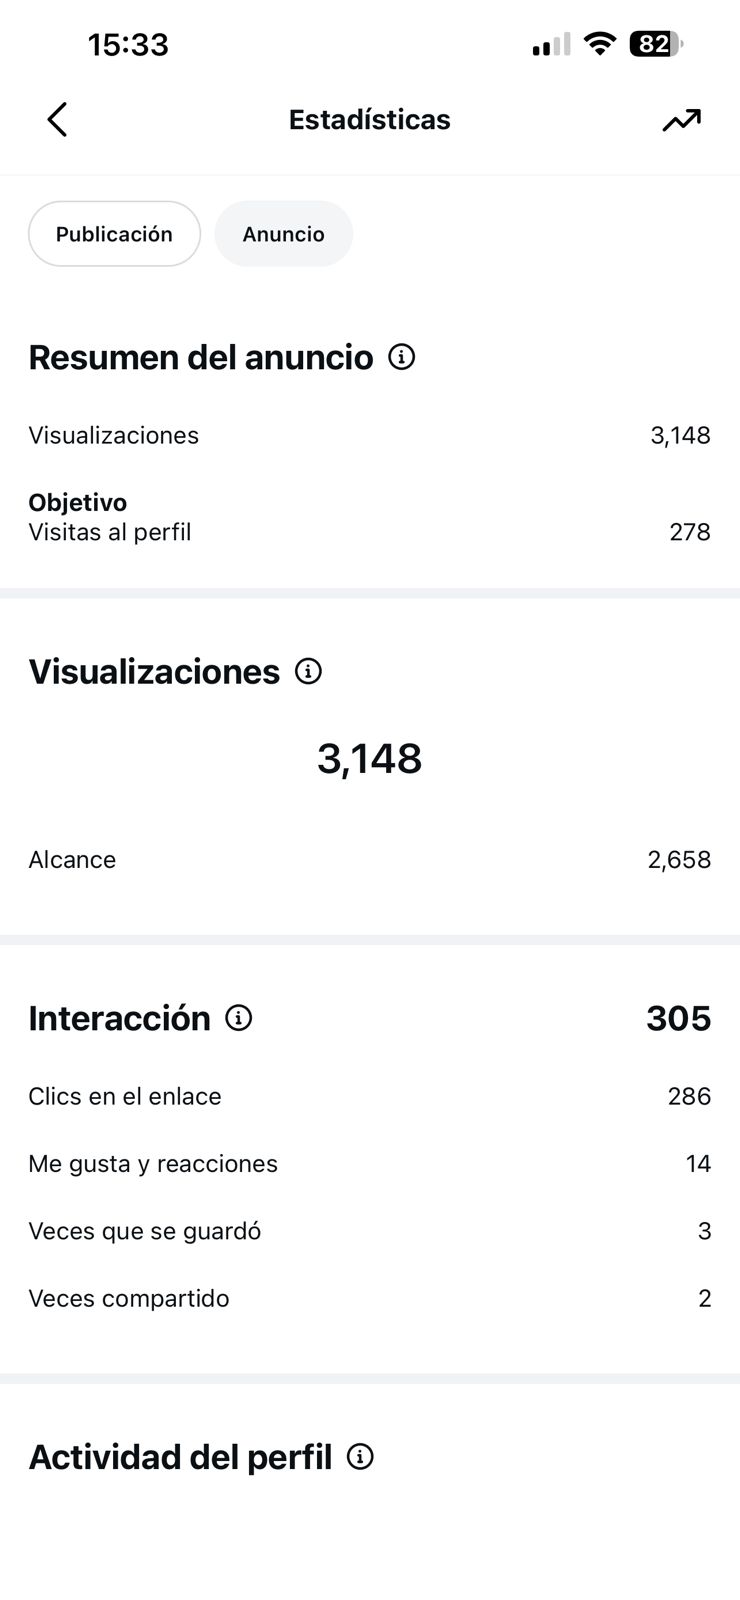 15:33
82
Estadísticas
Publicación
Anuncio
Resumen del anuncio
Visualizaciones 3,148
Objetivo
Visitas al perfil 278
Visualizaciones
3,148
Alcance 2,658
Interacción 305
Clics en el enlace 286
Me gusta y reacciones 14
Veces que se guardó 3
Veces compartido 2
Actividad del perfil